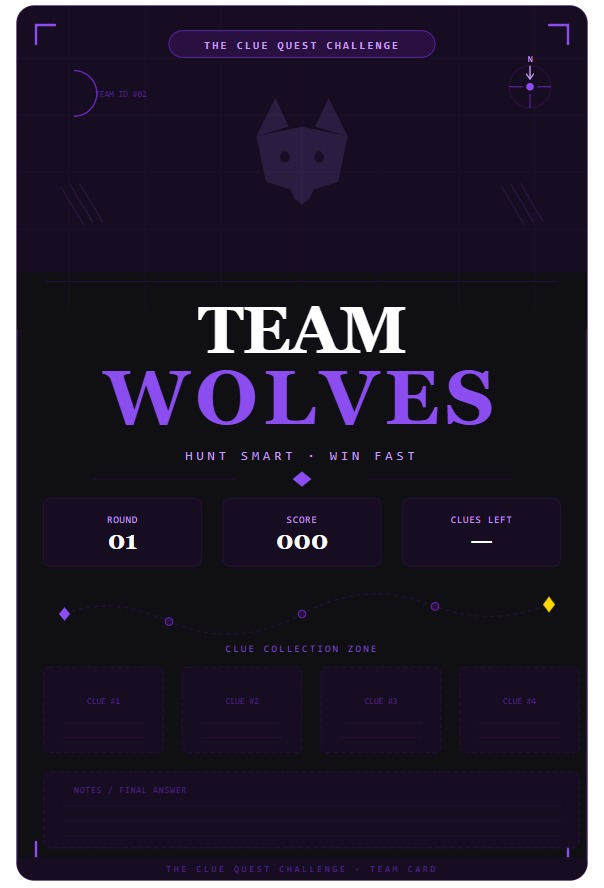 THE CLUE QUEST CHALLENGE
N
TEAM ID #02
TEAM
WOLVES
HUNT SMART · WIN FAST
ROUND
01
SCORE
000
CLUES LEFT
—
CLUE COLLECTION ZONE
CLUE #1
CLUE #2
CLUE #3
CLUE #4
NOTES / FINAL ANSWER
THE CLUE QUEST CHALLENGE · TEAM CARD